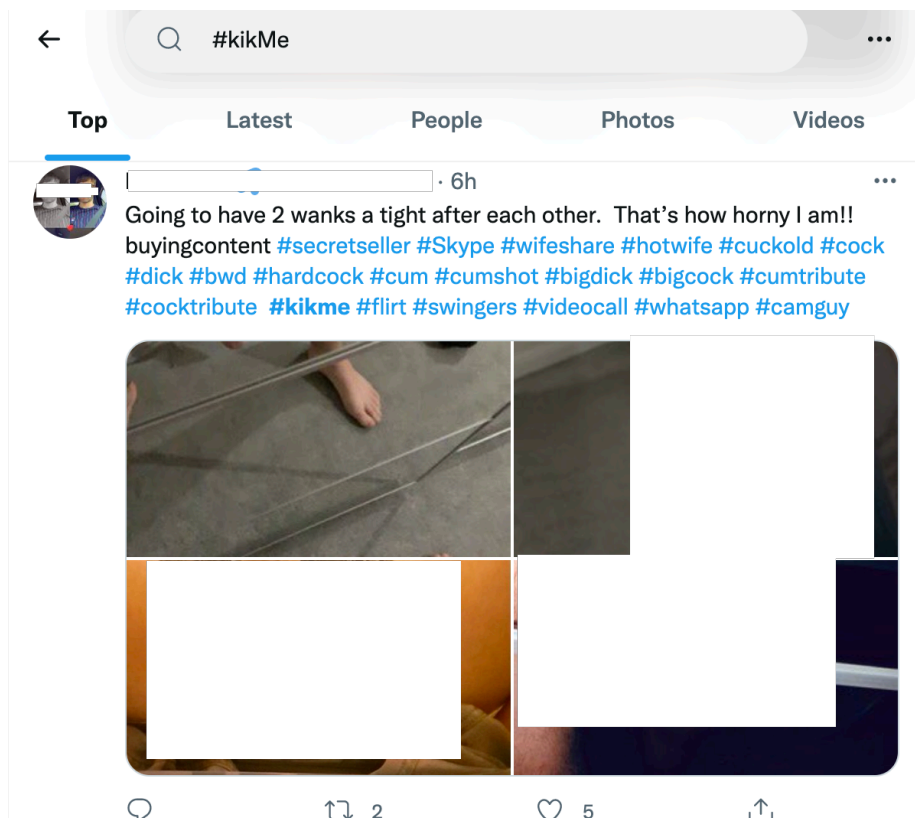 #kikMe
Top Latest People Photos Videos
· 6h
Going to have 2 wanks a tight after each other. That’s how horny I am!!
buyingcontent #secretseller #Skype #wifeshare #hotwife #cuckold #cock
#dick #bwd #hardcock #cum #cumshot #bigdick #bigcock #cumtribute
#cocktribute #kikme #flirt #swingers #videocall #whatsapp #camguy
2 5